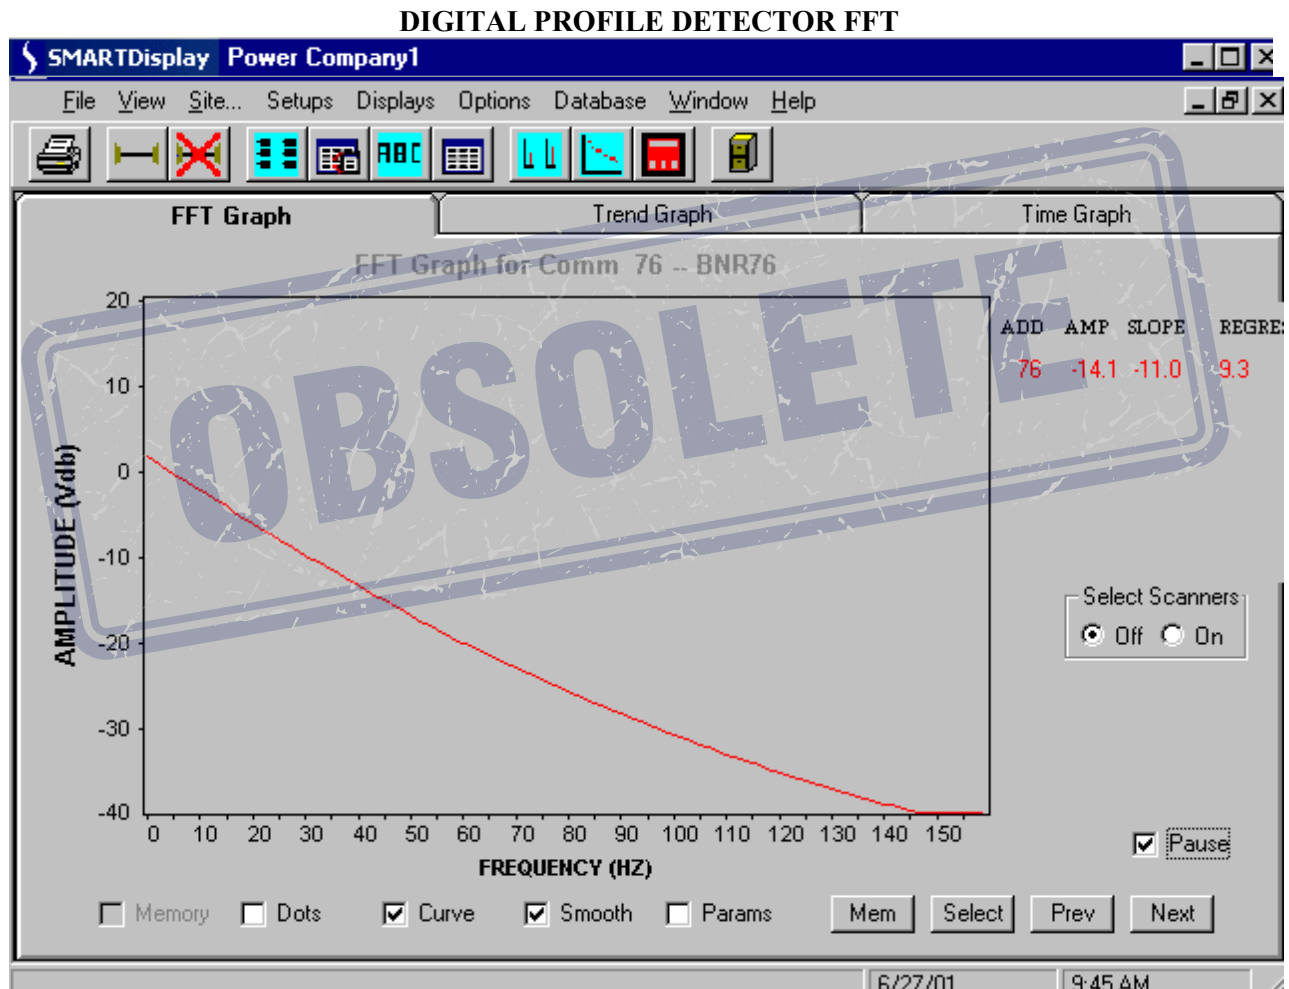 DIGITAL PROFILE DETECTOR FFT
SMARTDisplay Power Company1
File View Site... Setups Displays Options Database Window Help
ABC
FFT Graph Trend Graph Time Graph
FFT Graph for Comm 76 -- BNR76
OBSOLETE
ADD AMP SLOPE REGRES
76 -14.1 -11.0 9.3
AMPLITUDE (Vdb)
20
10
0
-10
-20
-30
-40
0 10 20 30 40 50 60 70 80 90 100 110 120 130 140 150
FREQUENCY (HZ)
Select Scanners
Off On
Pause
Memory Dots Curve Smooth Params Mem Select Prev Next
6/27/01 9:45 AM